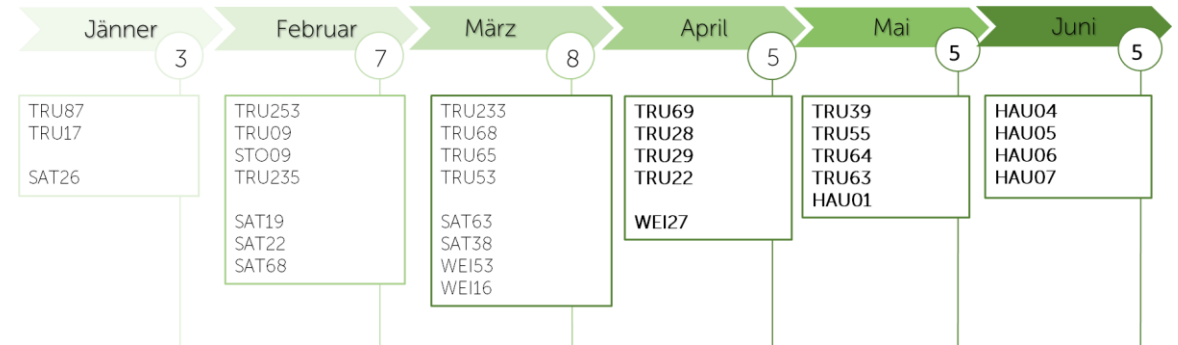 Jänner
Februar
März
April
Mai
Juni
3
7
8
5
5
5
TRU87
TRU17
SAT26
TRU253
TRU09
STO09
TRU235
SAT19
SAT22
SAT68
TRU233
TRU68
TRU65
TRU53
SAT63
SAT38
WEI53
WEI16
TRU69
TRU28
TRU29
TRU22
WEI27
TRU39
TRU55
TRU64
TRU63
HAU01
HAU04
HAU05
HAU06
HAU07